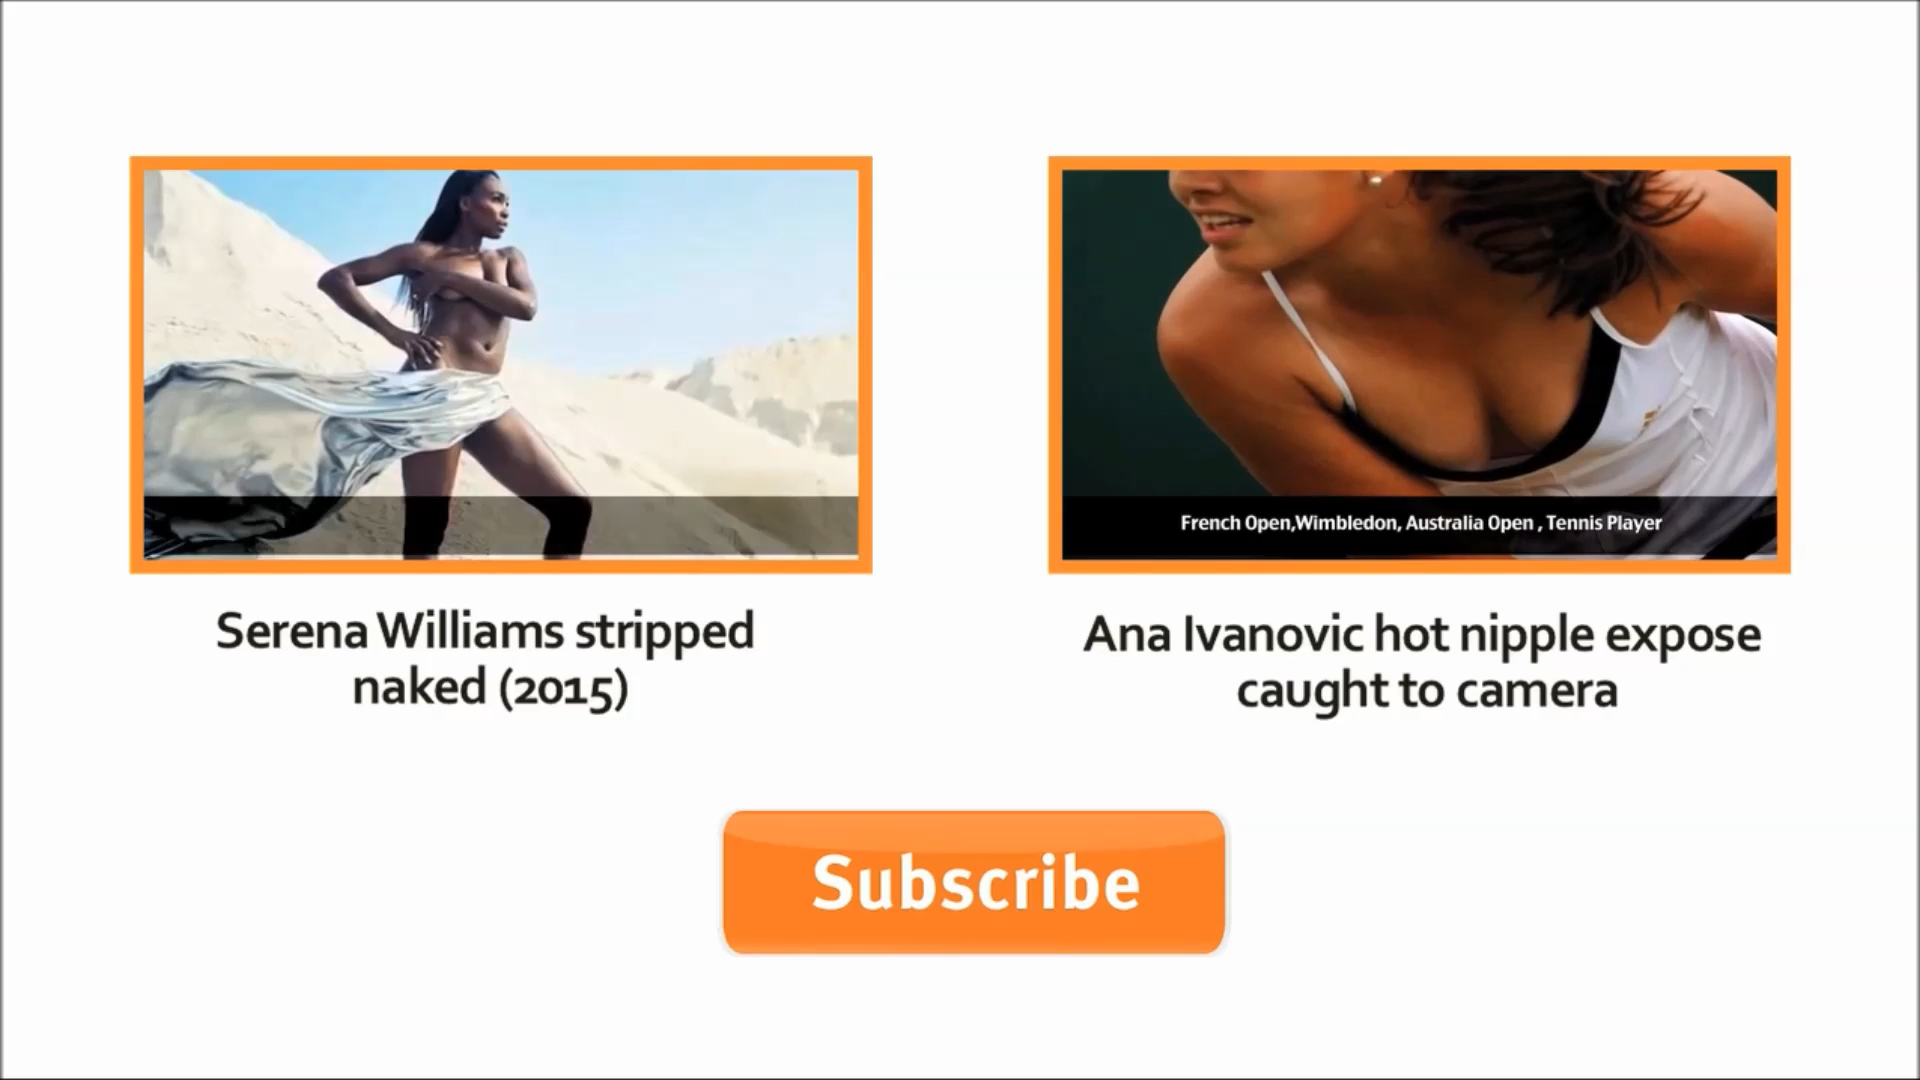 French Open,Wimbledon, Australia Open , Tennis Player
Serena Williams stripped
naked (2015)
Ana Ivanovic hot nipple expose
caught to camera
Subscribe